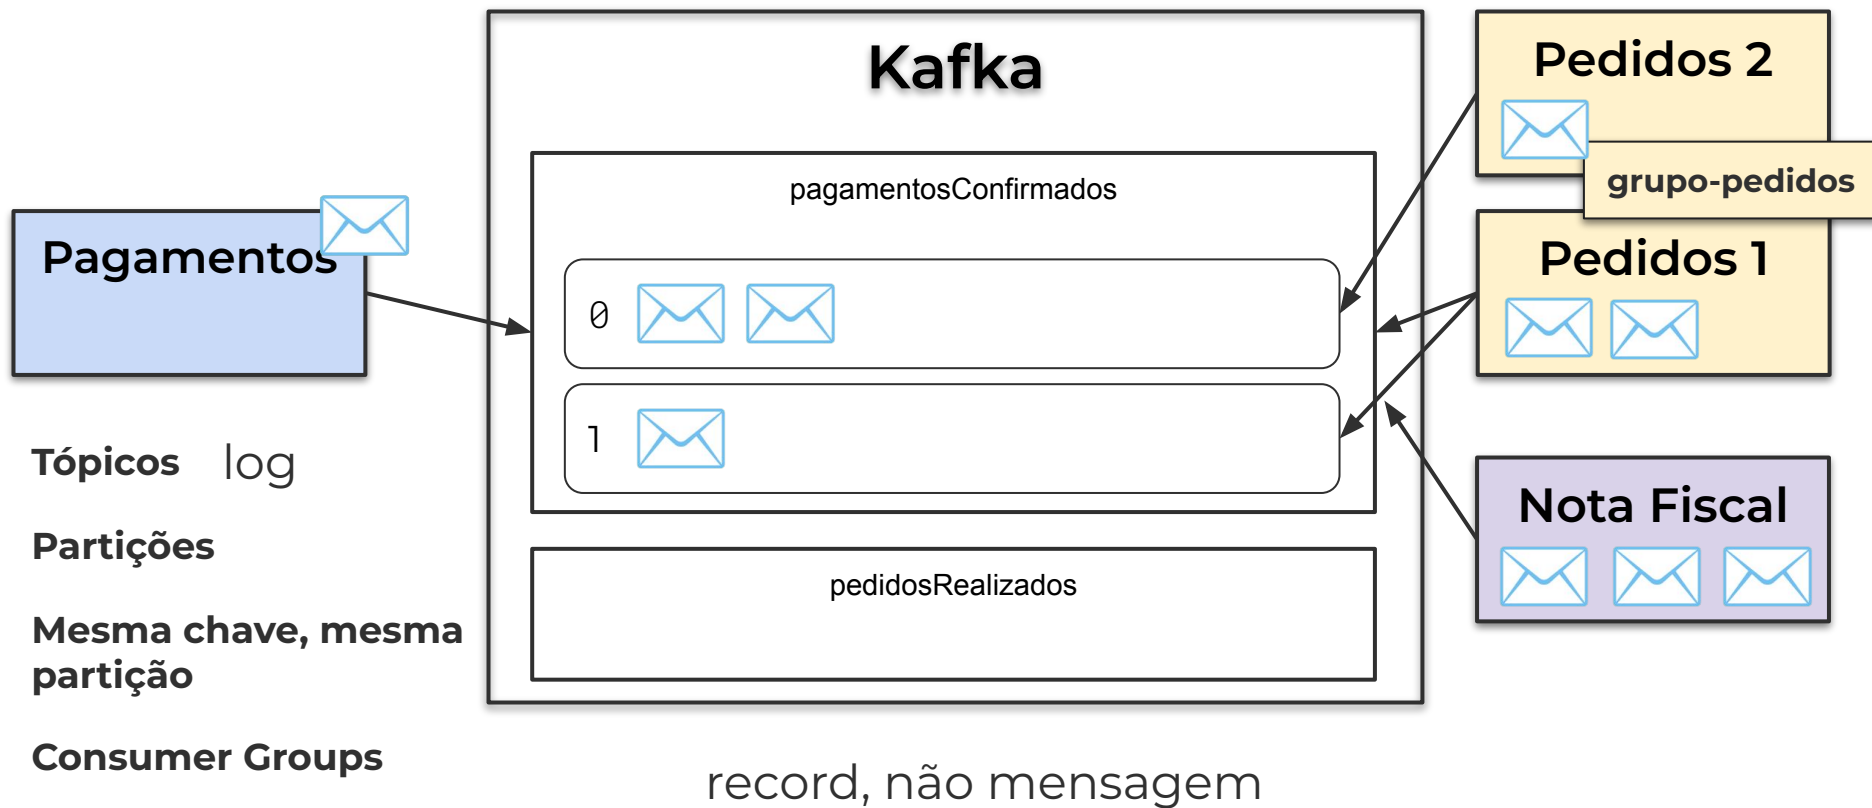 Kafka
Pedidos 2
pagamentosConfirmados
grupo-pedidos
Pagamentos
Pedidos 1
0
1
Tópicos log
Nota Fiscal
Partições
pedidosRealizados
Mesma chave, mesma
partição
Consumer Groups
record, não mensagem